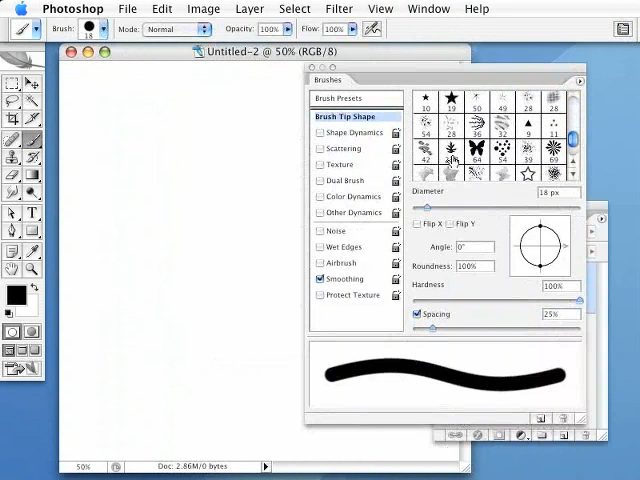 Photoshop File Edit Image Layer Select Filter View Window Help
Brush: 18 Mode: Normal Opacity: 100% Flow: 100%
Untitled-2 @ 50% (RGB/8)
Brushes
Brush Presets
Brush Tip Shape
Shape Dynamics
Scattering
Texture
Dual Brush
Color Dynamics
Other Dynamics
Noise
Wet Edges
Airbrush
Smoothing
Protect Texture
10 19 50 49 28 28
54 28 36 32 9 11
42 64 54 39 69
Diameter 18 px
Flip X Flip Y
Angle: 0°
Roundness: 100%
Hardness 100%
Spacing 25%
T
50% Doc: 2.86M/0 bytes